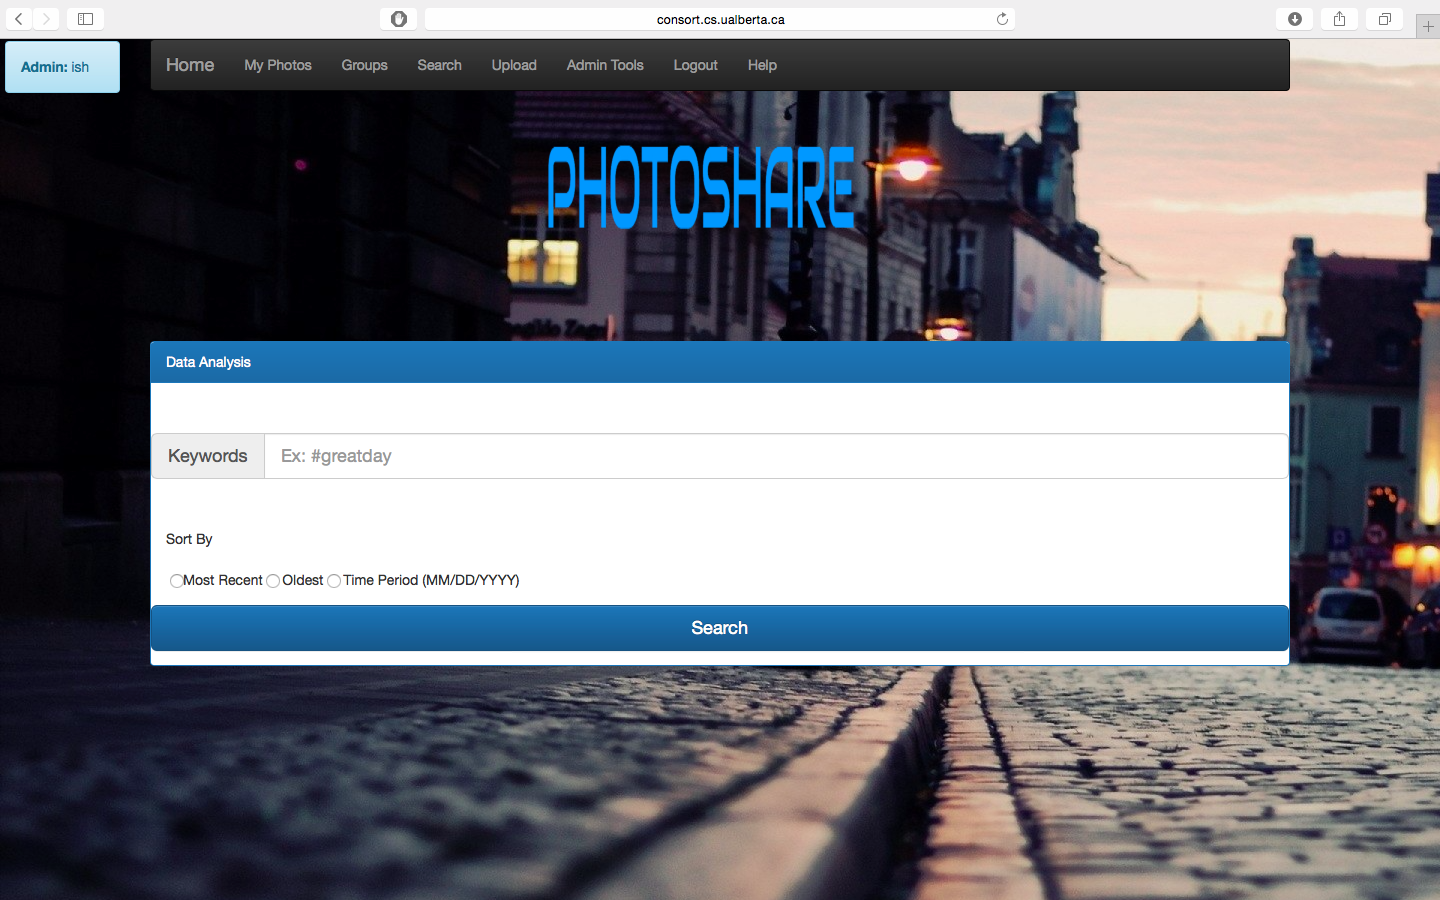 consort.cs.ualberta.ca
Admin: ish
Home My Photos Groups Search Upload Admin Tools Logout Help
PHOTOSHARE
Data Analysis
Keywords Ex: #greatday
Sort By
Most Recent Oldest Time Period (MM/DD/YYYY)
Search